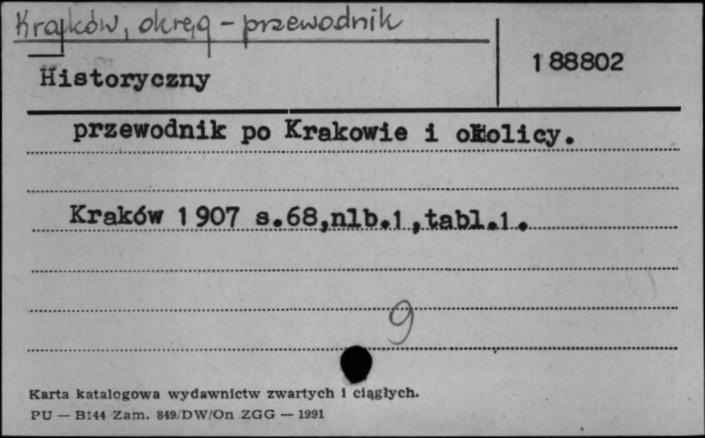 Kraków, okręg - przewodnik
188802
Historyczny
przewodnik po Krakowie i okolicy.
Kraków 1907 s.68,nlb.1,tabl.1.
9
Karta katalogowa wydawnictw zwartych i ciągłych.
PU — B144 Zam. 849/DW/On ZGG — 1991